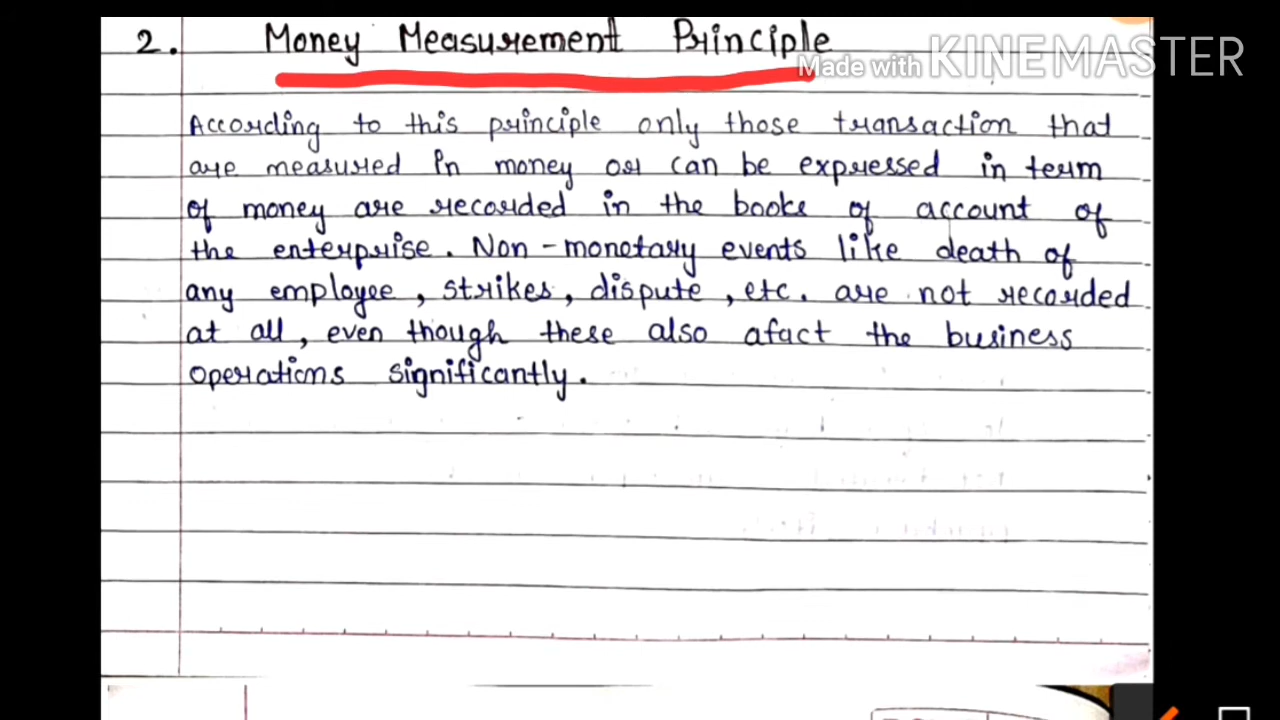 2. Money Measurement Principle
Made with KINEMASTER
According to this principle only those transaction that
are measured in money or can be expressed in term
of money are recorded in the books of account of
the enterprise. Non-monetary events like death of
any employee, strikes, dispute, etc. are not recorded
at all, even though these also afact the business
operations significantly.